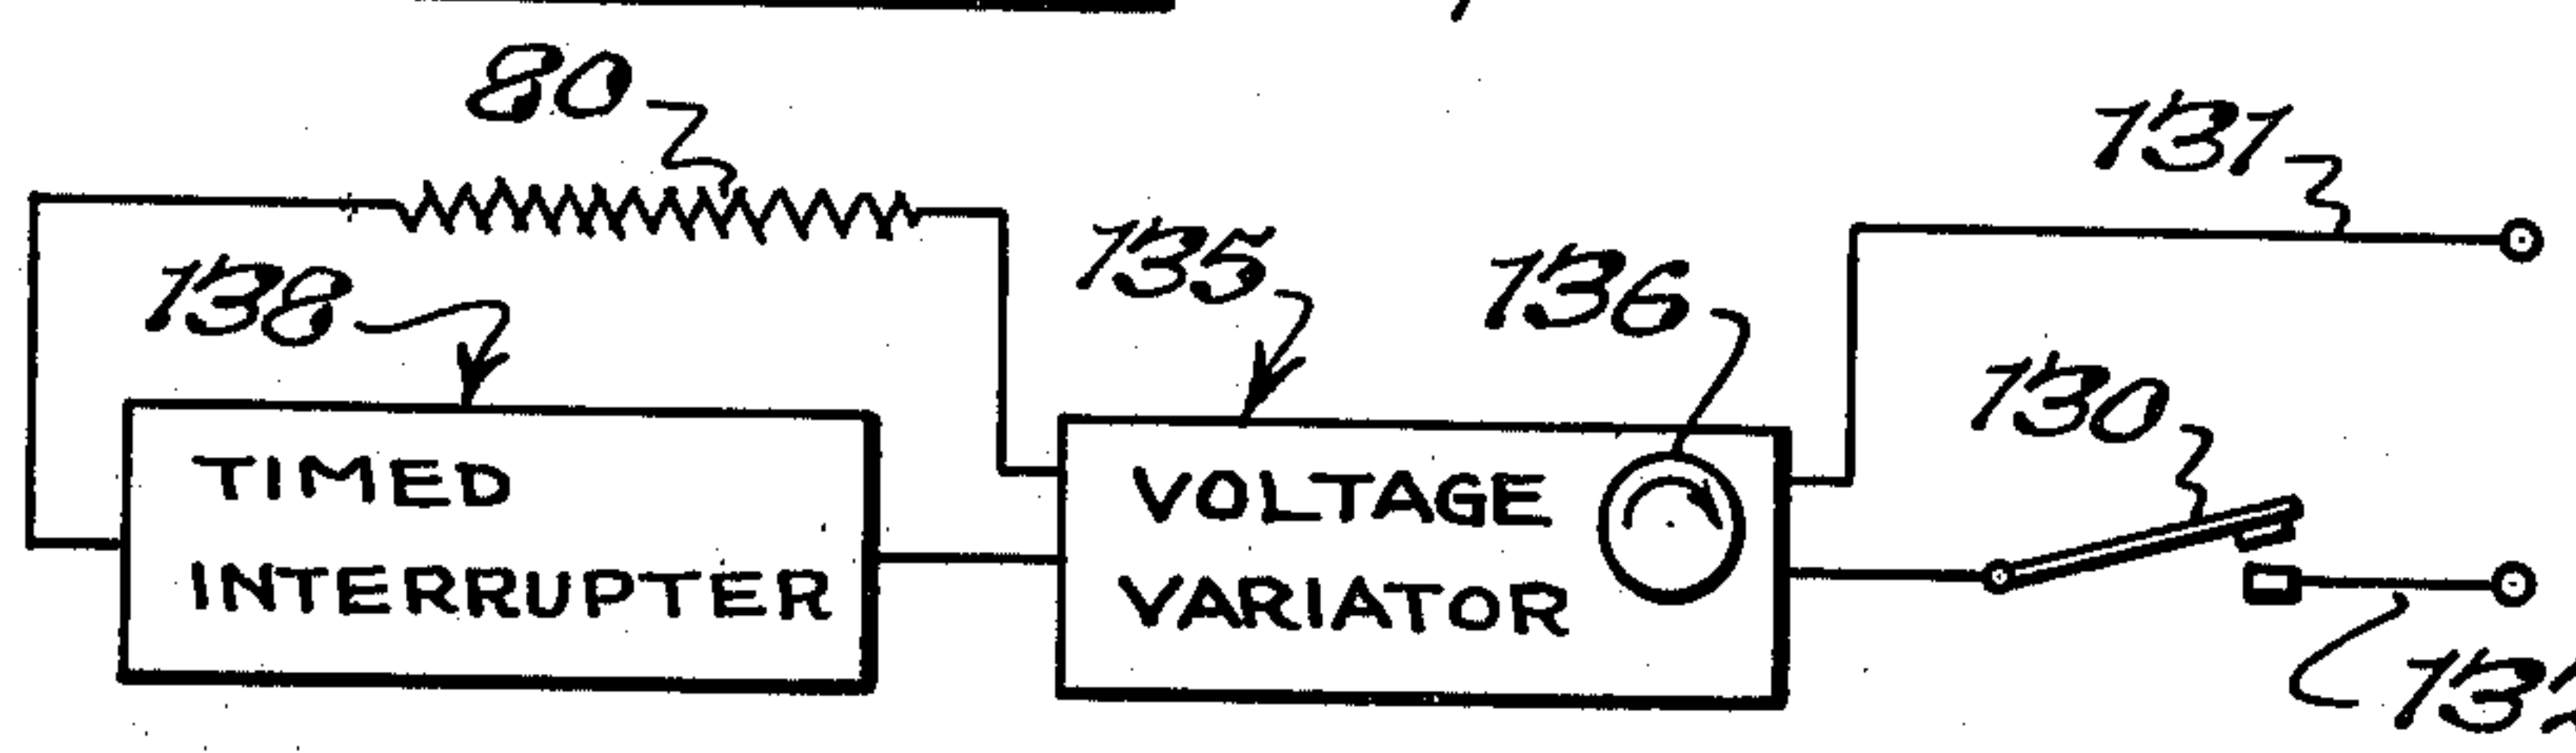 80
131
138
135
136
130
TIMED
INTERRUPTER
VOLTAGE
VARIATOR